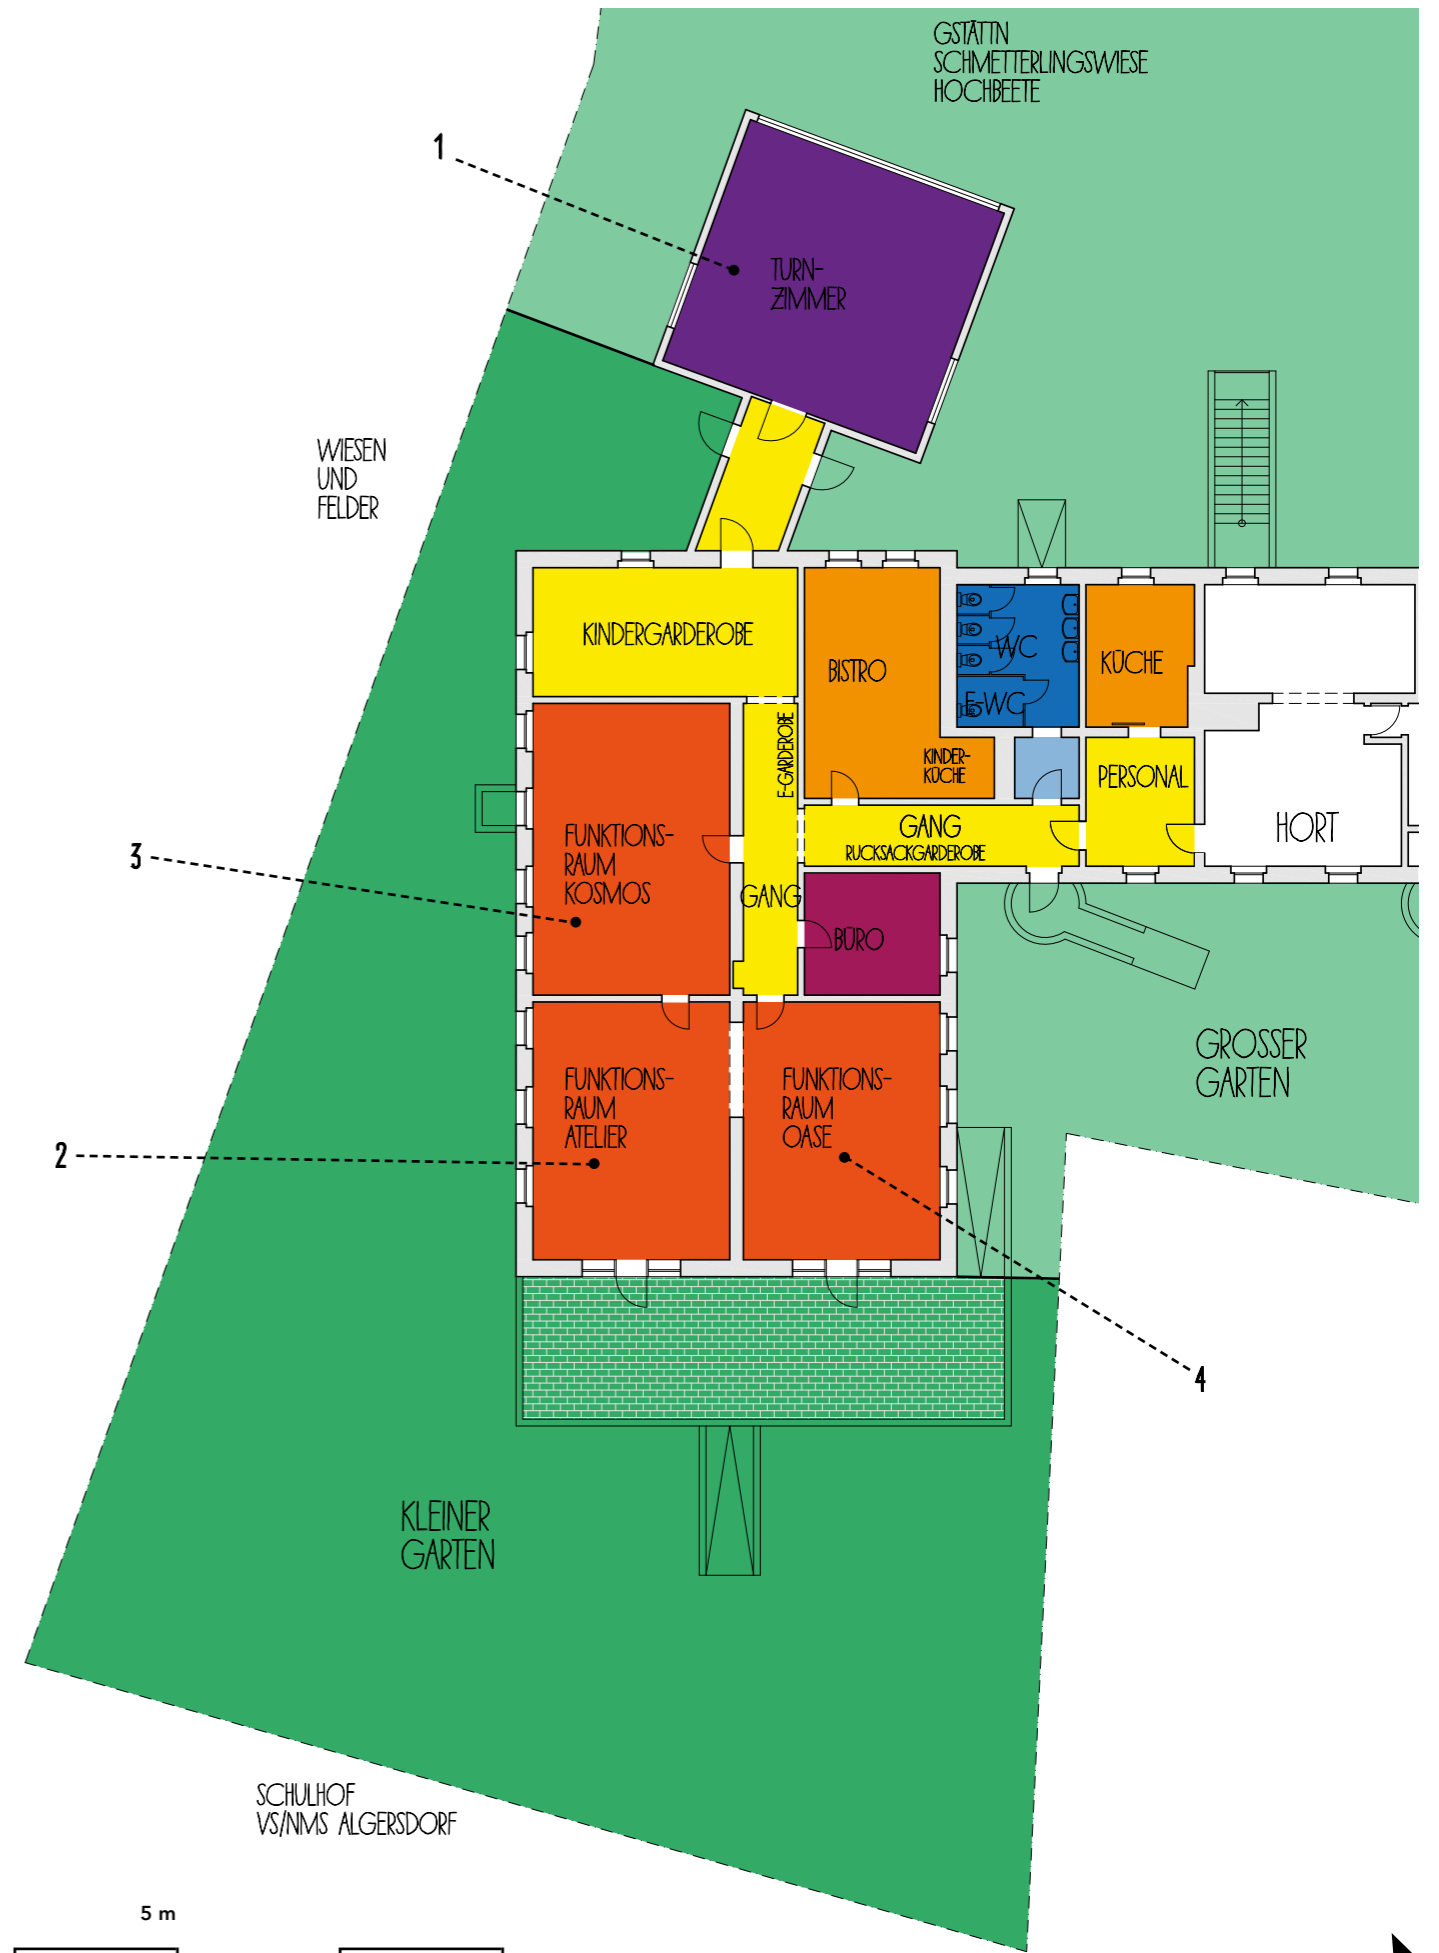 GSTÄTTN
SCHMETTERLINGSWIESE
HOCHBEETE
1
TURN-
ZIMMER
WIESEN
UND
FELDER
KINDERGARDEROBE
BISTRO
WC
E-WC
KÜCHE
E-GARDEROBE
KINDER-
KÜCHE
PERSONAL
GANG
RUCKSACKGARDEROBE
HORT
3
FUNKTIONS-
RAUM
KOSMOS
GANG
BÜRO
GROSSER
GARTEN
2
FUNKTIONS-
RAUM
ATELIER
FUNKTIONS-
RAUM
OASE
4
KLEINER
GARTEN
SCHULHOF
VS/NMS ALGERSDORF
5 m